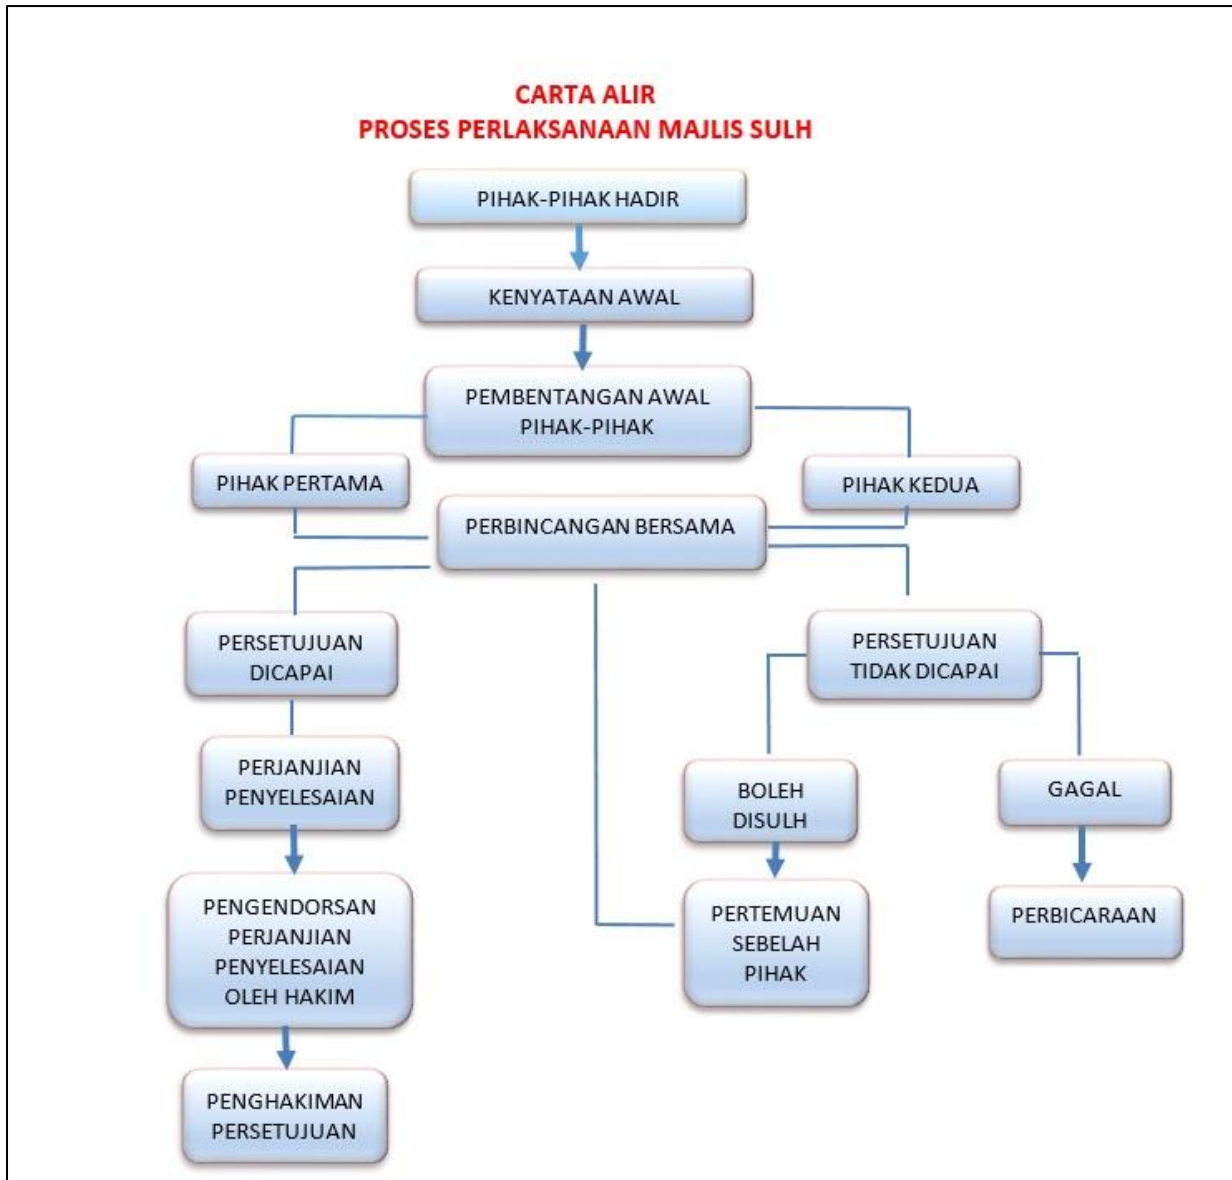 CARTA ALIR
PROSES PERLAKSANAAN MAJLIS SULH
PIHAK-PIHAK HADIR
KENYATAAN AWAL
PEMBENTANGAN AWAL
PIHAK-PIHAK
PIHAK PERTAMA
PIHAK KEDUA
PERBINCANGAN BERSAMA
PERSETUJUAN
DICAPAI
PERSETUJUAN
TIDAK DICAPAI
PERJANJIAN
PENYELESAIAN
BOLEH
DISULH
GAGAL
PENGENDORSAN
PERJANJIAN
PENYELESAIAN
OLEH HAKIM
PERTEMUAN
SEBELAH
PIHAK
PERBICARAAN
PENGHAKIMAN
PERSETUJUAN